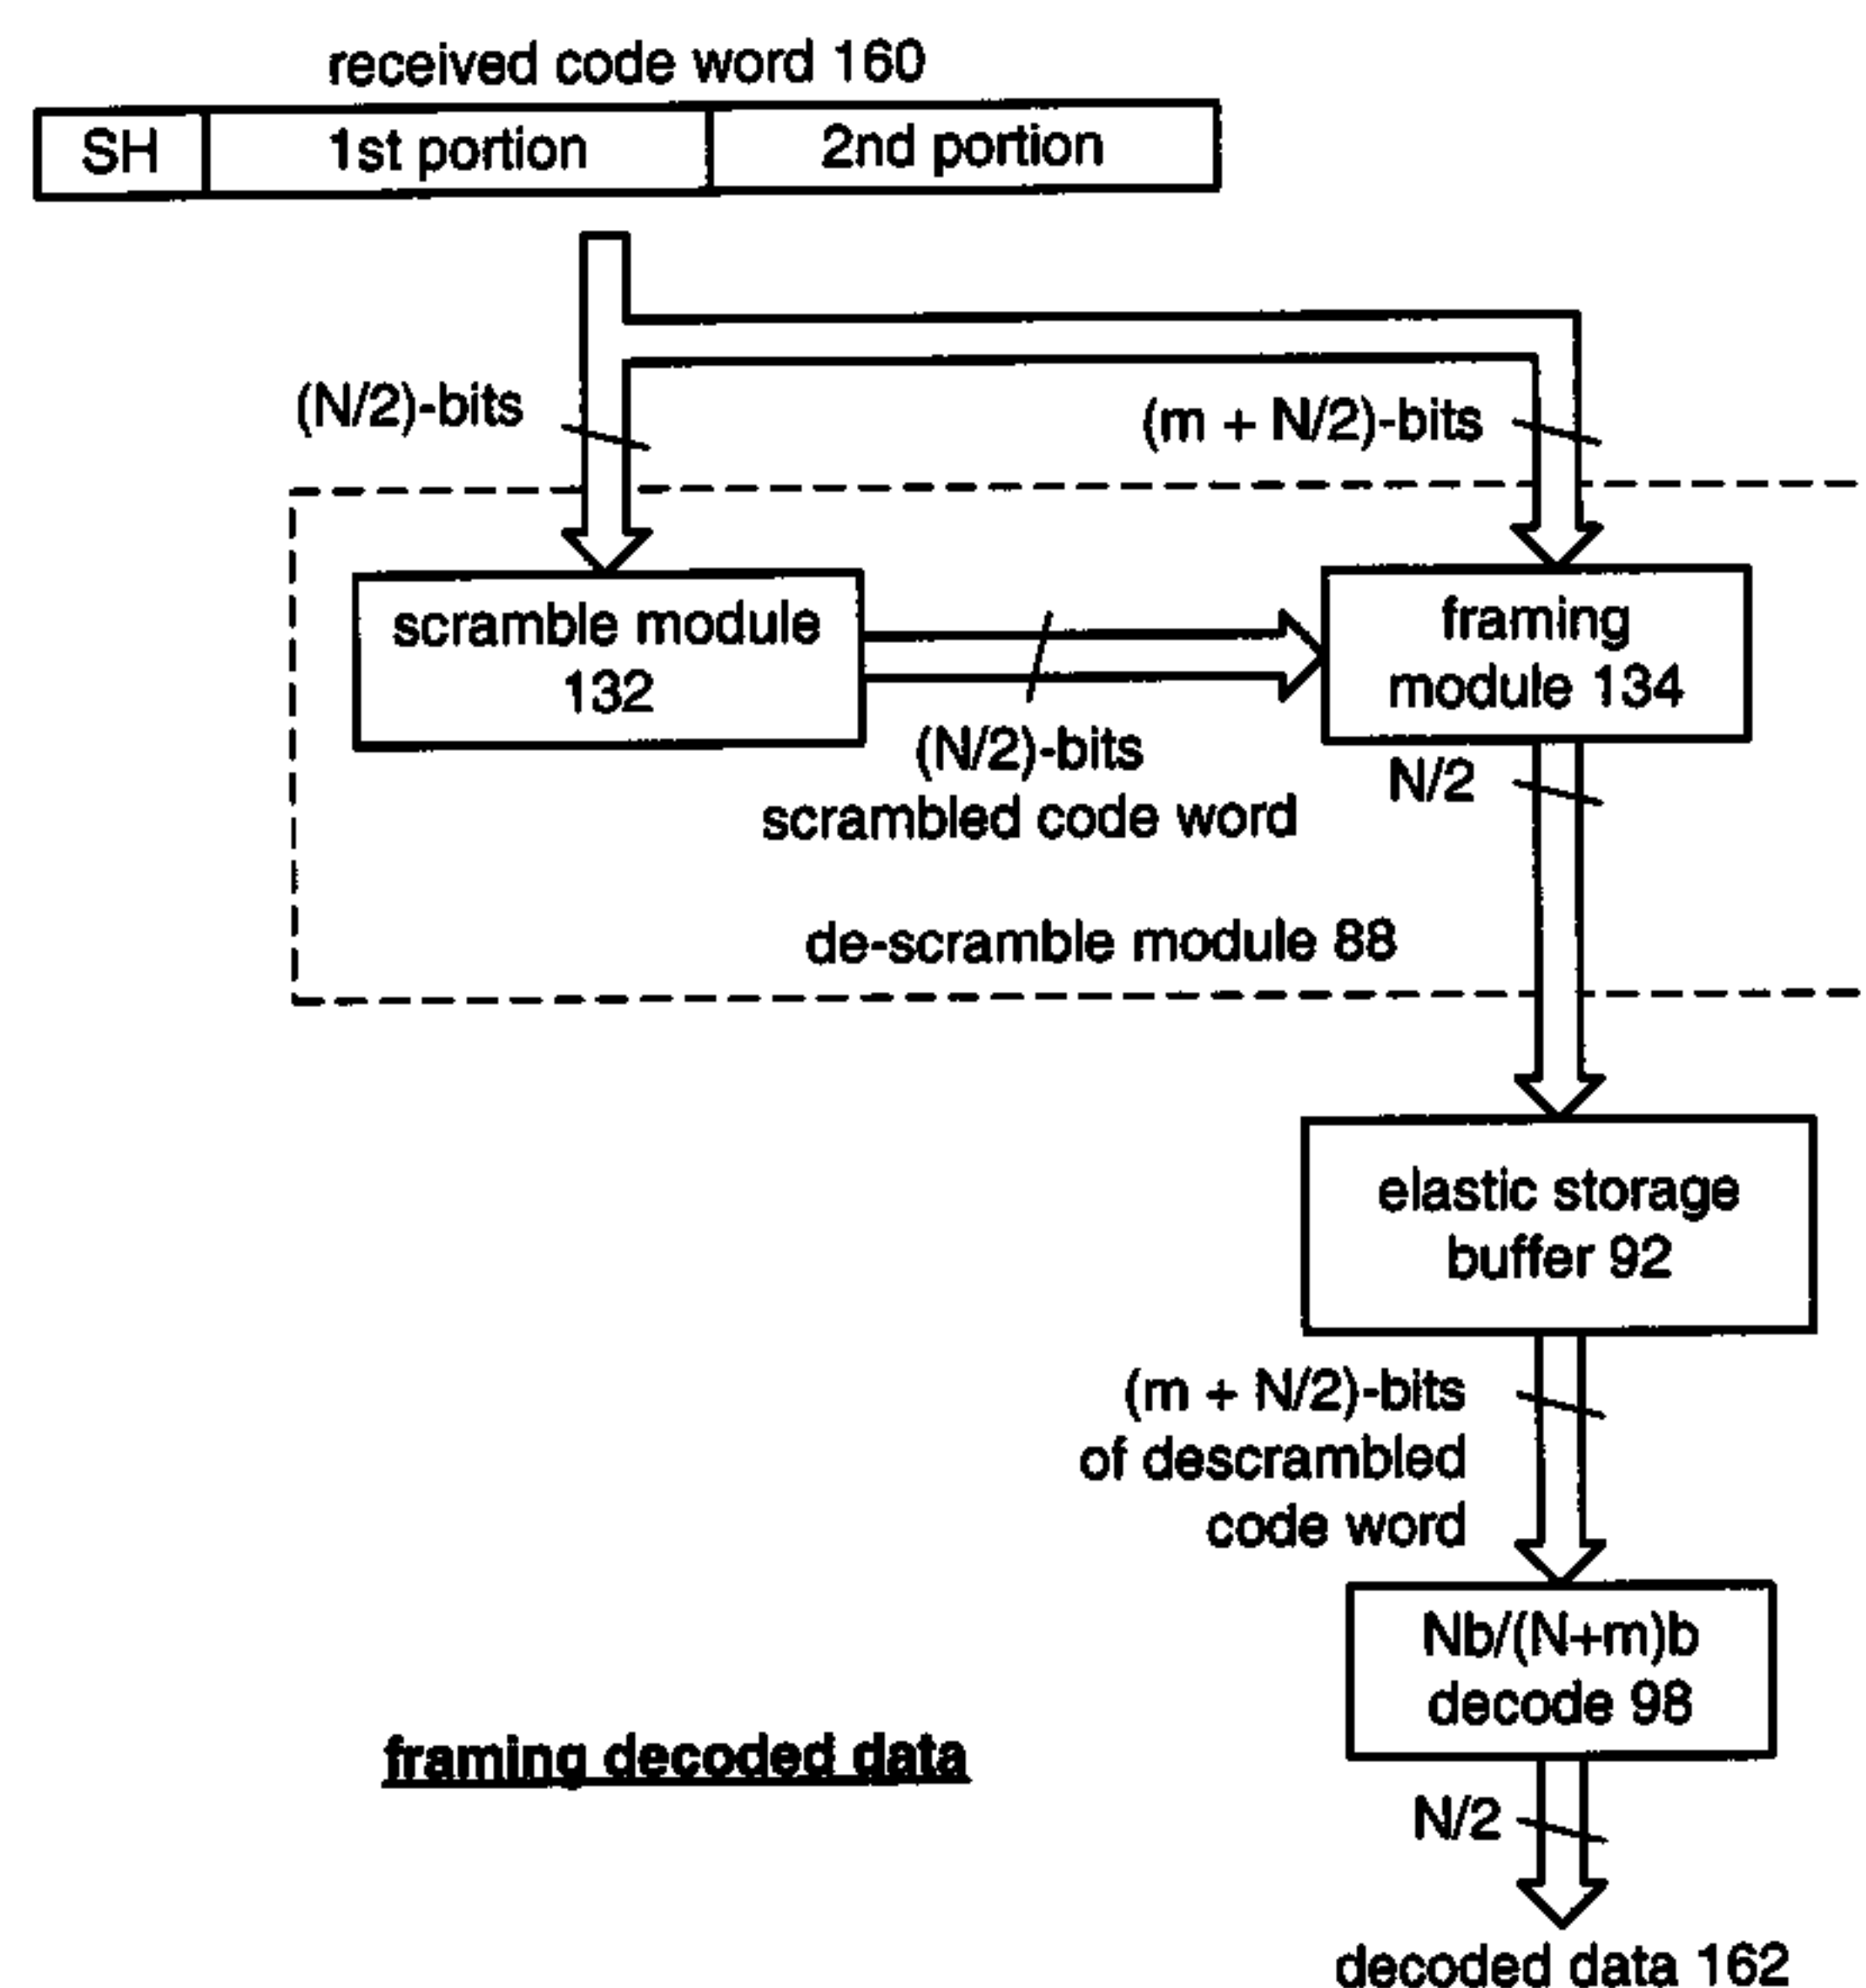 received code word 160
SH 1st portion 2nd portion
(N/2)-bits
(m + N/2)-bits
scramble module
132
framing
module 134
(N/2)-bits
scrambled code word
N/2
de-scramble module 88
elastic storage
buffer 92
(m + N/2)-bits
of descrambled
code word
Nb/(N+m)b
decode 98
framing decoded data
N/2
decoded data 162